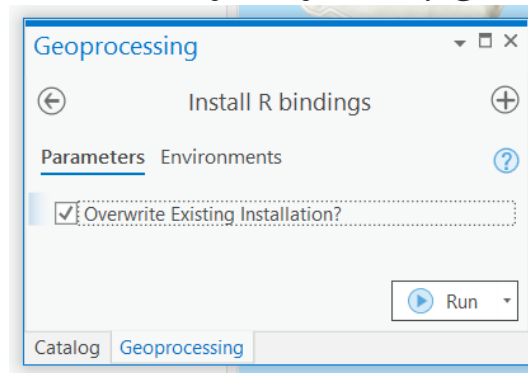 Geoprocessing
Install R bindings
Parameters Environments
Overwrite Existing Installation?
Run
Catalog Geoprocessing